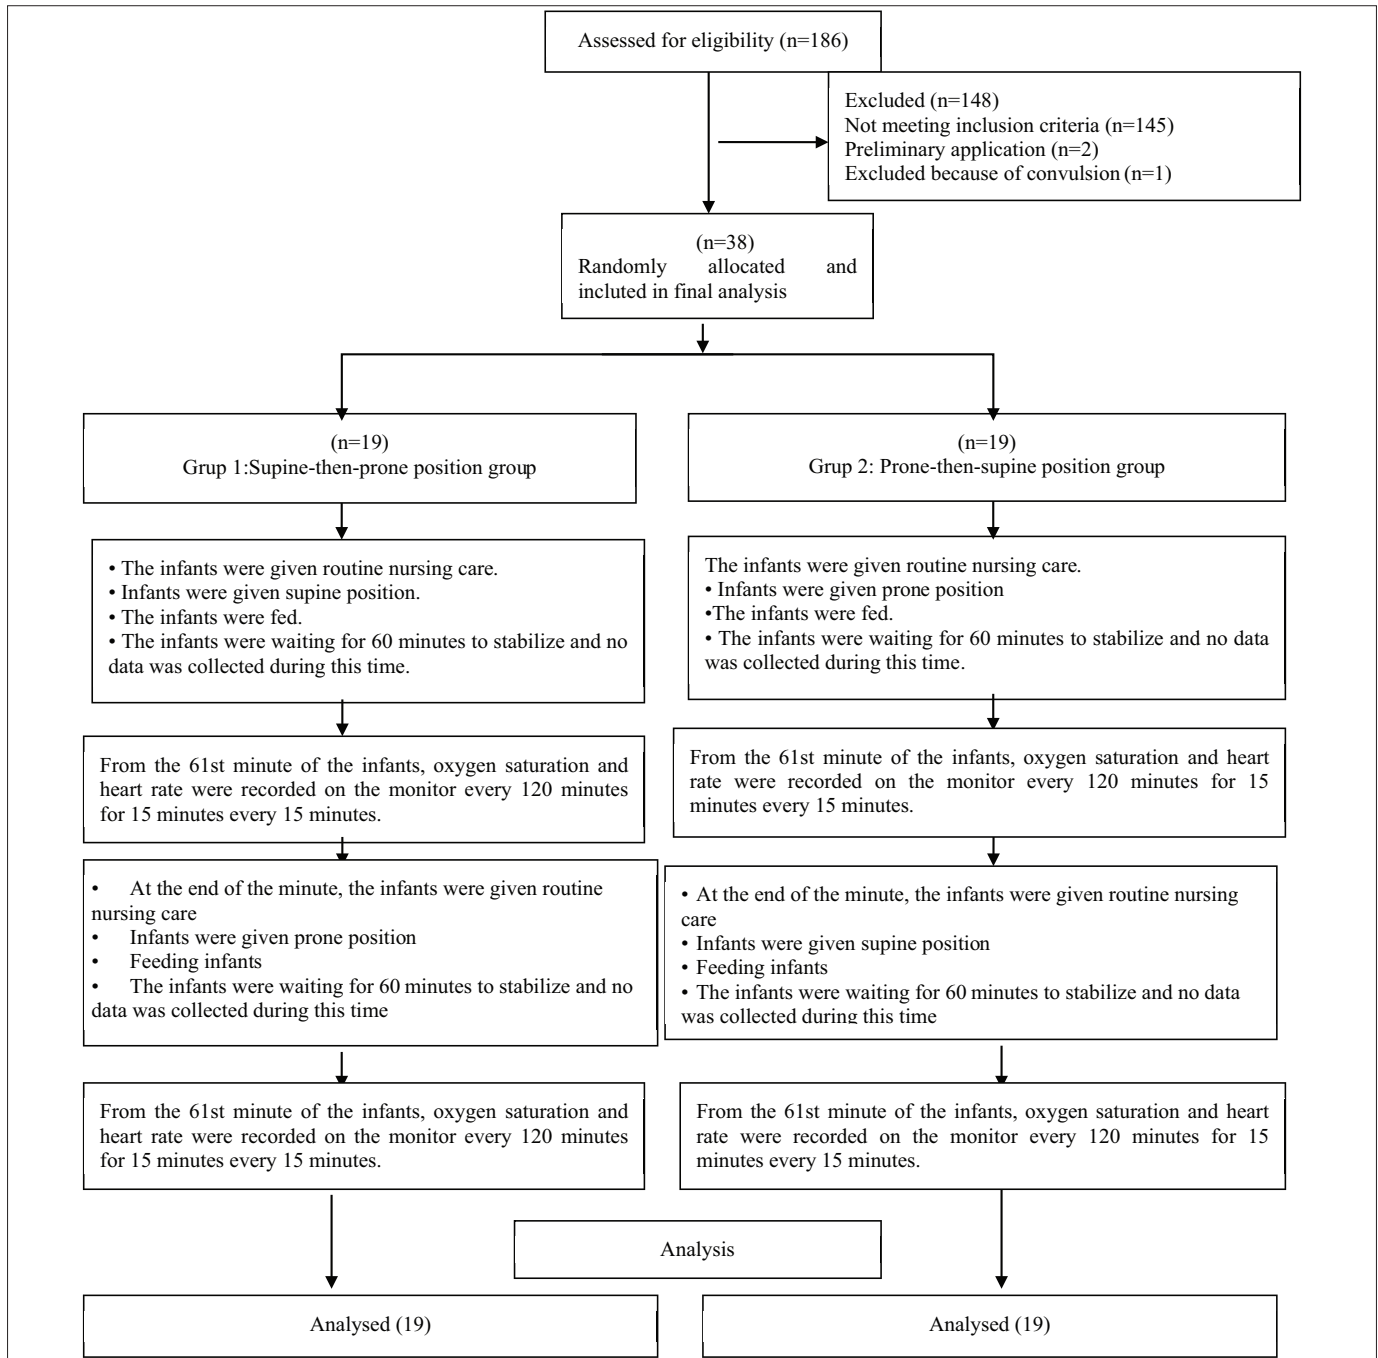 Assessed for eligibility (n=186)
Excluded (n=148)
Not meeting inclusion criteria (n=145)
Preliminary application (n=2)
Excluded because of convulsion (n=1)
(n=38)
Randomly allocated and
incluted in final analysis
(n=19)
Grup 1:Supine-then-prone position group
(n=19)
Grup 2: Prone-then-supine position group
• The infants were given routine nursing care.
• Infants were given supine position.
• The infants were fed.
• The infants were waiting for 60 minutes to stabilize and no
data was collected during this time.
The infants were given routine nursing care.
• Infants were given prone position
•The infants were fed.
• The infants were waiting for 60 minutes to stabilize and no data
was collected during this time.
From the 61st minute of the infants, oxygen saturation and
heart rate were recorded on the monitor every 120 minutes
for 15 minutes every 15 minutes.
From the 61st minute of the infants, oxygen saturation and heart
rate were recorded on the monitor every 120 minutes for 15
minutes every 15 minutes.
• At the end of the minute, the infants were given routine
nursing care
• Infants were given prone position
• Feeding infants
• The infants were waiting for 60 minutes to stabilize and no
data was collected during this time
• At the end of the minute, the infants were given routine nursing
care
• Infants were given supine position
• Feeding infants
• The infants were waiting for 60 minutes to stabilize and no data
was collected during this time
From the 61st minute of the infants, oxygen saturation and
heart rate were recorded on the monitor every 120 minutes
for 15 minutes every 15 minutes.
From the 61st minute of the infants, oxygen saturation and heart
rate were recorded on the monitor every 120 minutes for 15
minutes every 15 minutes.
Analysis
Analysed (19)
Analysed (19)